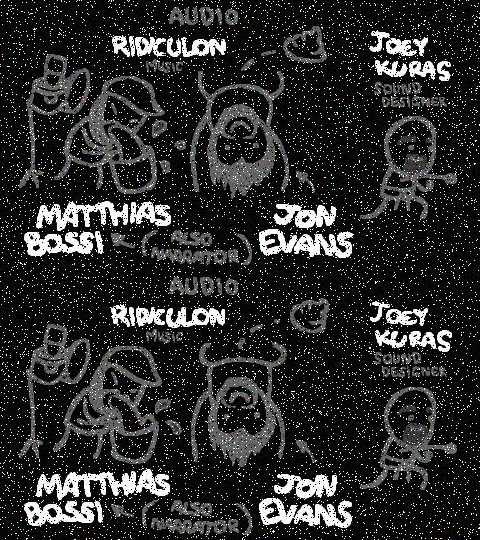 AUDIO
RIDICULON
MUSIC
JOEY
KURAS
SOUND
DESIGNER
MATTHIAS
BOSSI
(ALSO
NARRATOR)
JON
EVANS
AUDIO
RIDICULON
MUSIC
JOEY
KURAS
SOUND
DESIGNER
MATTHIAS
BOSSI
(ALSO
NARRATOR)
JON
EVANS